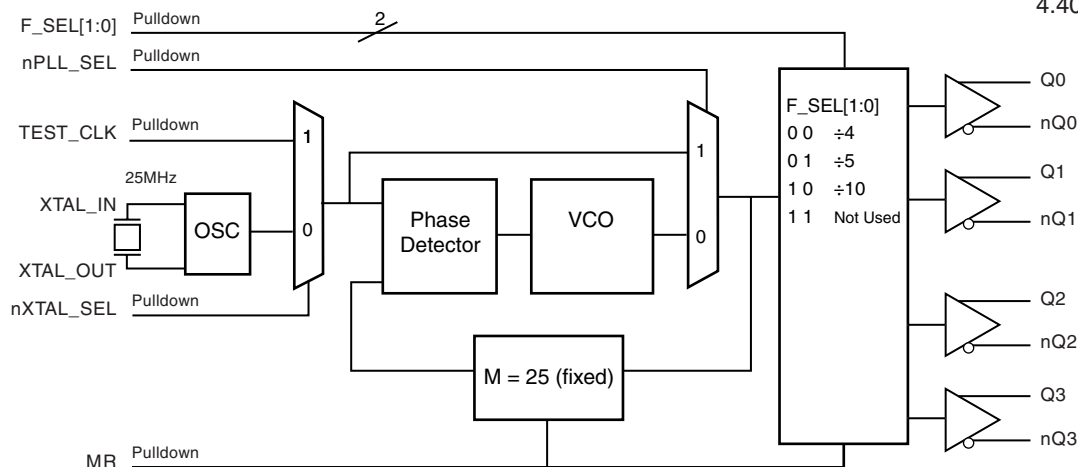 4.40
F_SEL[1:0] Pulldown 2
nPLL_SEL Pulldown
TEST_CLK Pulldown
25MHz
XTAL_IN
XTAL_OUT
nXTAL_SEL Pulldown
MR Pulldown
OSC
1
0
Phase
Detector
VCO
1
0
M = 25 (fixed)
F_SEL[1:0]
0 0 ÷4
0 1 ÷5
1 0 ÷10
1 1 Not Used
Q0
nQ0
Q1
nQ1
Q2
nQ2
Q3
nQ3